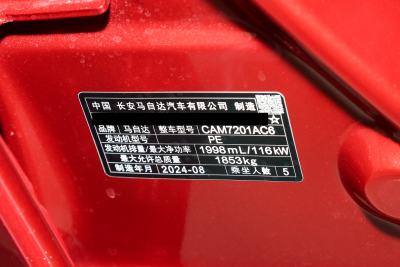 中国 长安马自达汽车有限公司 制造
品牌 马自达 整车型号 CAM7201AC6
发动机型号 PE
发动机排量/最大净功率 1998mL/116kW
最大允许总质量 1853kg
制造年月 2024-08 乘坐人数 5